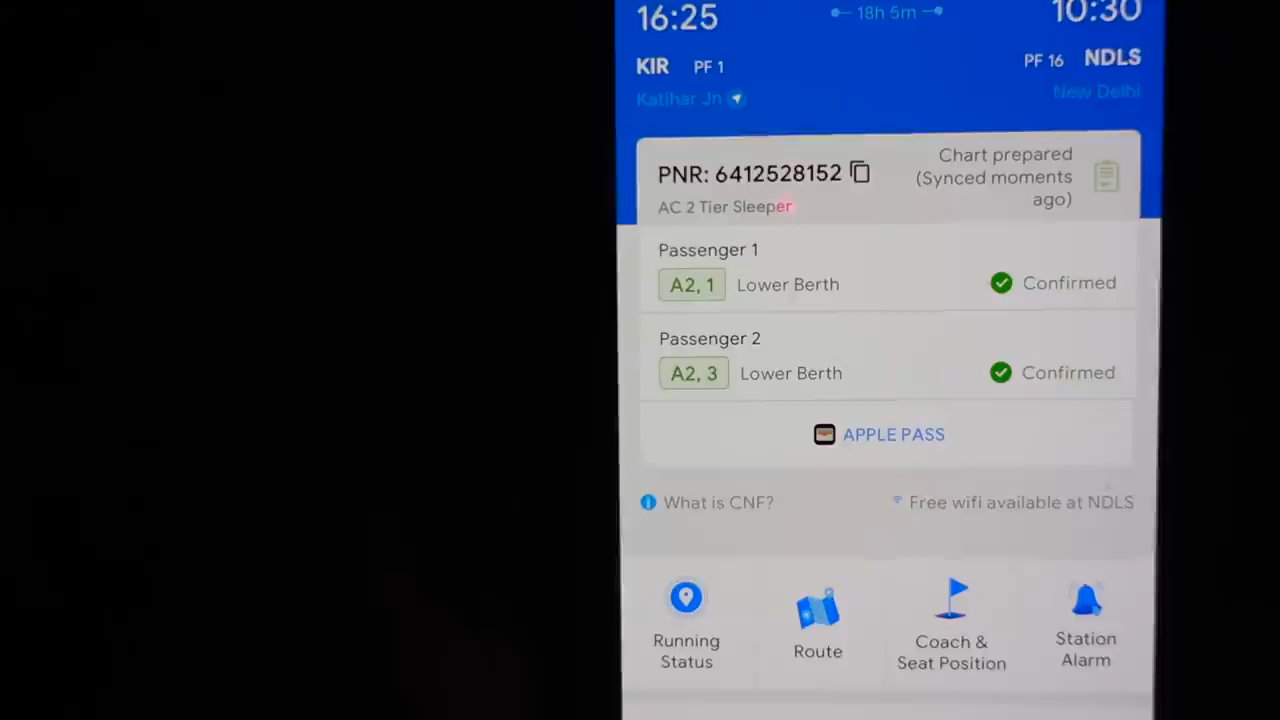 16:25
18h 5m
10:30
KIR PF 1
PF 16 NDLS
Katihar Jn
New Delhi
PNR: 6412528152
Chart prepared
(Synced moments
ago)
AC 2 Tier Sleeper
Passenger 1
A2, 1 Lower Berth
Confirmed
Passenger 2
A2, 3 Lower Berth
Confirmed
APPLE PASS
What is CNF?
Free wifi available at NDLS
Running
Status
Route
Coach &
Seat Position
Station
Alarm